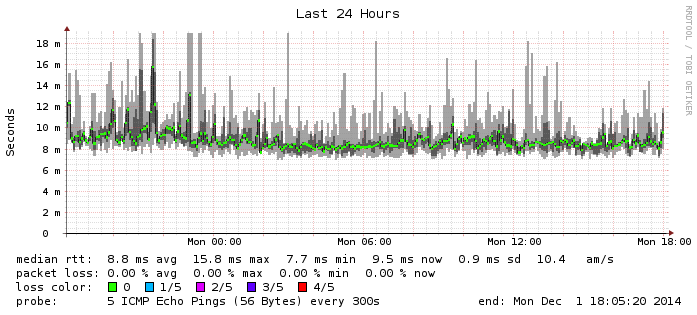 Last 24 Hours
RRDTOOL / TOBI OETIKER
Seconds
18 m
16 m
14 m
12 m
10 m
8 m
6 m
4 m
2 m
0
Mon 00:00 Mon 06:00 Mon 12:00 Mon 18:00
median rtt: 8.8 ms avg 15.8 ms max 7.7 ms min 9.5 ms now 0.9 ms sd 10.4 am/s
packet loss: 0.00 % avg 0.00 % max 0.00 % min 0.00 % now
loss color: 0 1/5 2/5 3/5 4/5
probe: 5 ICMP Echo Pings (56 Bytes) every 300s end: Mon Dec 1 18:05:20 2014